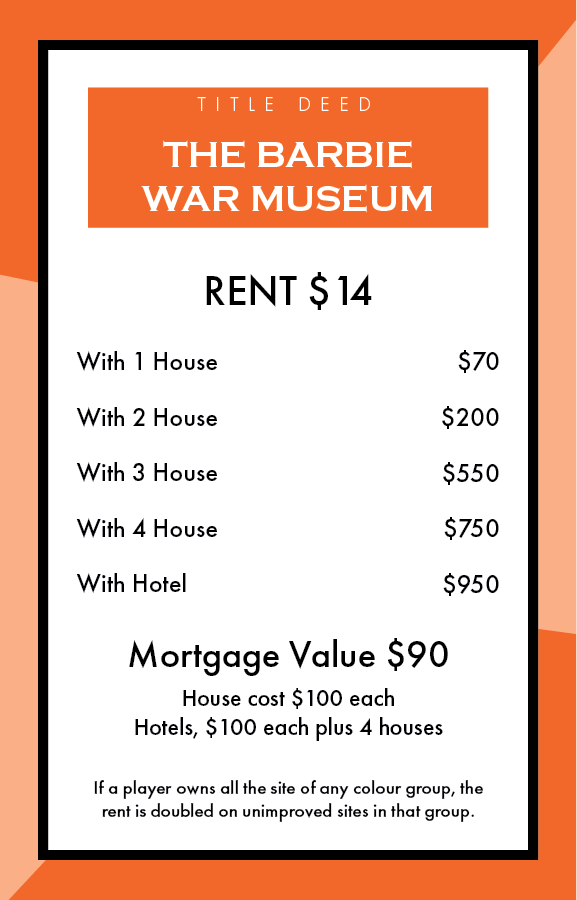 TITLE DEED
THE BARBIE
WAR MUSEUM
RENT $14
With 1 House $70
With 2 House $200
With 3 House $550
With 4 House $750
With Hotel $950
Mortgage Value $90
House cost $100 each
Hotels, $100 each plus 4 houses
If a player owns all the site of any colour group, the
rent is doubled on unimproved sites in that group.